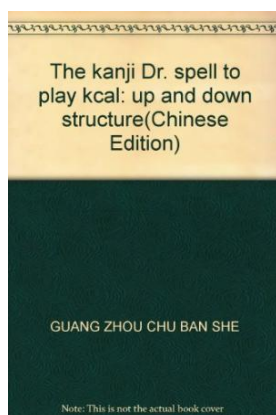 The kanji Dr. spell to
play kcal: up and down
structure(Chinese
Edition)
GUANG ZHOU CHU BAN SHE
Note: This is not the actual book cover